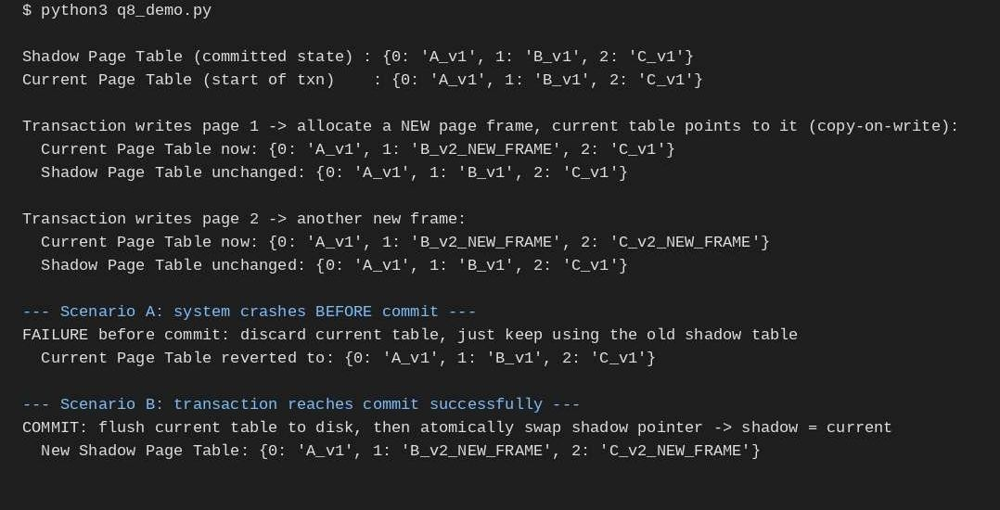 $ python3 q8_demo.py
Shadow Page Table (committed state) : {0: 'A_v1', 1: 'B_v1', 2: 'C_v1'}
Current Page Table (start of txn)    : {0: 'A_v1', 1: 'B_v1', 2: 'C_v1'}
Transaction writes page 1 -> allocate a NEW page frame, current table points to it (copy-on-write):
  Current Page Table now: {0: 'A_v1', 1: 'B_v2_NEW_FRAME', 2: 'C_v1'}
  Shadow Page Table unchanged: {0: 'A_v1', 1: 'B_v1', 2: 'C_v1'}
Transaction writes page 2 -> another new frame:
  Current Page Table now: {0: 'A_v1', 1: 'B_v2_NEW_FRAME', 2: 'C_v2_NEW_FRAME'}
  Shadow Page Table unchanged: {0: 'A_v1', 1: 'B_v1', 2: 'C_v1'}
--- Scenario A: system crashes BEFORE commit ---
FAILURE before commit: discard current table, just keep using the old shadow table
  Current Page Table reverted to: {0: 'A_v1', 1: 'B_v1', 2: 'C_v1'}
--- Scenario B: transaction reaches commit successfully ---
COMMIT: flush current table to disk, then atomically swap shadow pointer -> shadow = current
  New Shadow Page Table: {0: 'A_v1', 1: 'B_v2_NEW_FRAME', 2: 'C_v2_NEW_FRAME'}